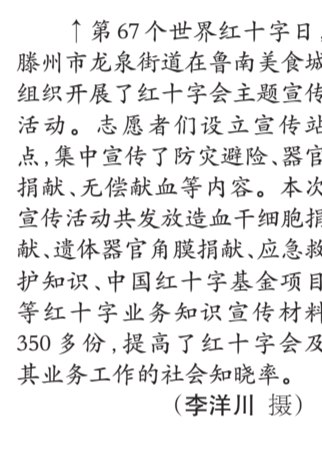 ↑第67个世界红十字日,
滕州市龙泉街道在鲁南美食城
组织开展了红十字会主题宣传
活动。志愿者们设立宣传站
点,集中宣传了防灾避险、器官
捐献、无偿献血等内容。本次
宣传活动共发放造血干细胞捐
献、遗体器官角膜捐献、应急救
护知识、中国红十字基金项目
等红十字业务知识宣传材料
350多份,提高了红十字会及
其业务工作的社会知晓率。
(李洋川 摄)